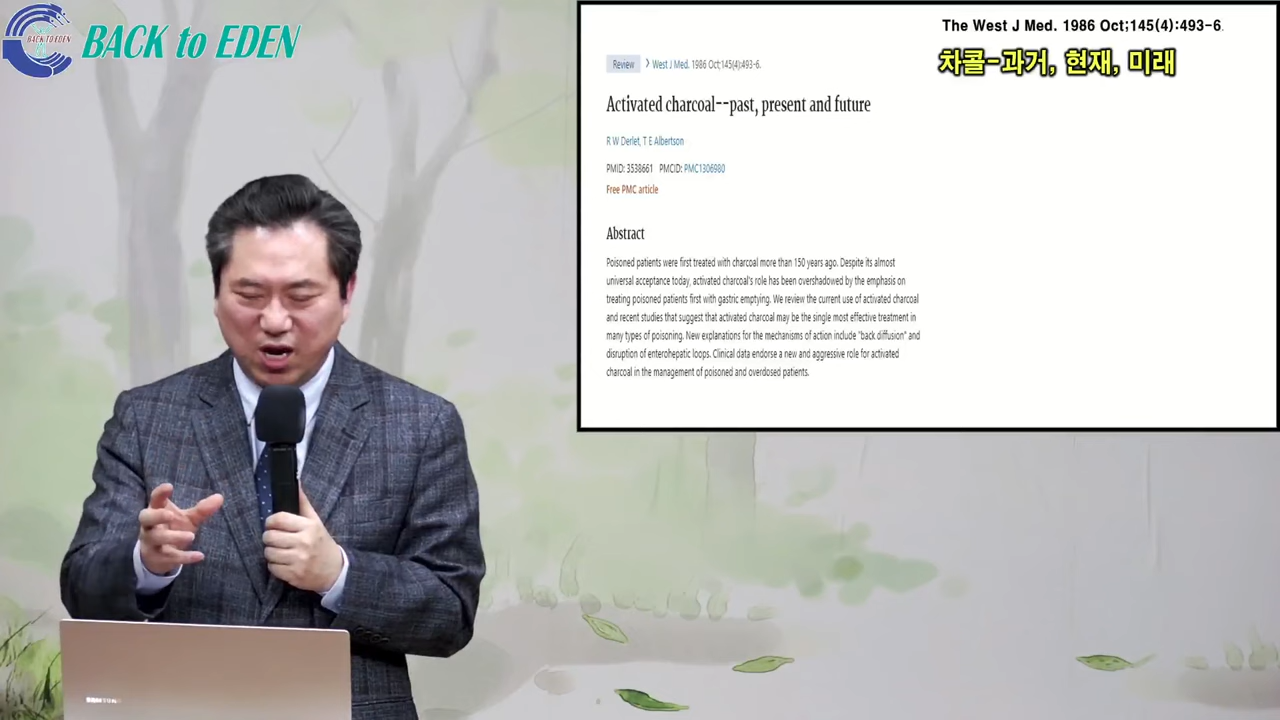 BACK TO EDEN
BACK to EDEN
The West J Med. 1986 Oct;145(4):493-6.
차콜-과거, 현재, 미래
Review > West J Med. 1986 Oct;145(4):493-6.
Activated charcoal--past, present and future
R W Derlet, T E Albertson
PMID: 3538661 PMCID: PMC1306980
Free PMC article
Abstract
Poisoned patients were first treated with charcoal more than 150 years ago. Despite its almost
universal acceptance today, activated charcoal's role has been overshadowed by the emphasis on
treating poisoned patients first with gastric emptying. We review the current use of activated charcoal
and recent studies that suggest that activated charcoal may be the single most effective treatment in
many types of poisoning. New explanations for the mechanisms of action include "back diffusion" and
disruption of enterohepatic loops. Clinical data endorse a new and aggressive role for activated
charcoal in the management of poisoned and overdosed patients.